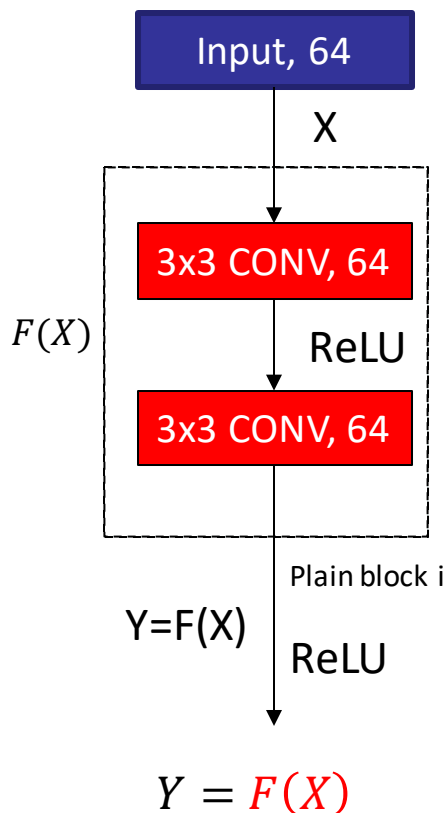 Input, 64
X
3x3 CONV, 64
F(X)
ReLU
3x3 CONV, 64
Plain block i
Y=F(X)
ReLU
Y = F(X)